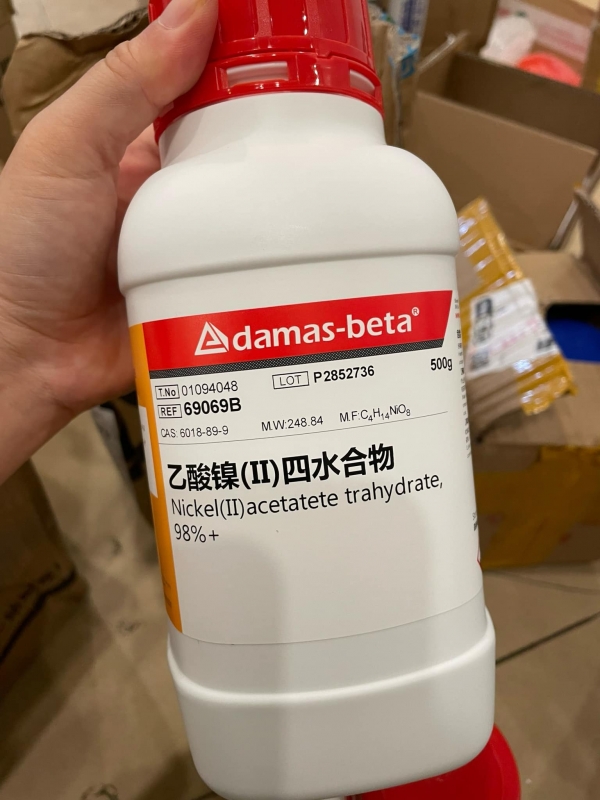 Adamas-beta®
T.No 01094048
LOT P2852736
500g
REF 69069B
CAS: 6018-89-9 M.W:248.84 M.F:C₄H₁₄NiO₈
乙酸镍(II)四水合物
Nickel(II)acetatete trahydrate,
98%+